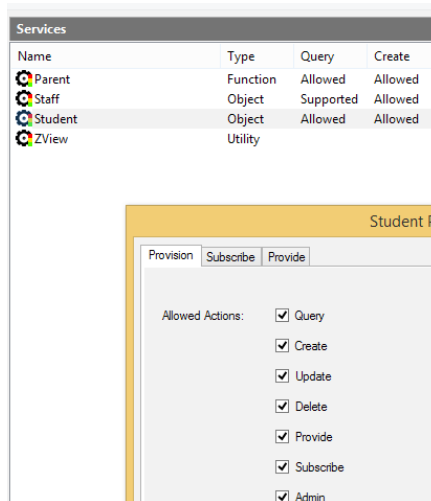 Services
Name Type Query Create
Parent Function Allowed Allowed
Staff Object Supported Allowed
Student Object Allowed Allowed
ZView Utility
Student
Provision Subscribe Provide
Allowed Actions: Query
Create
Update
Delete
Provide
Subscribe
Admin